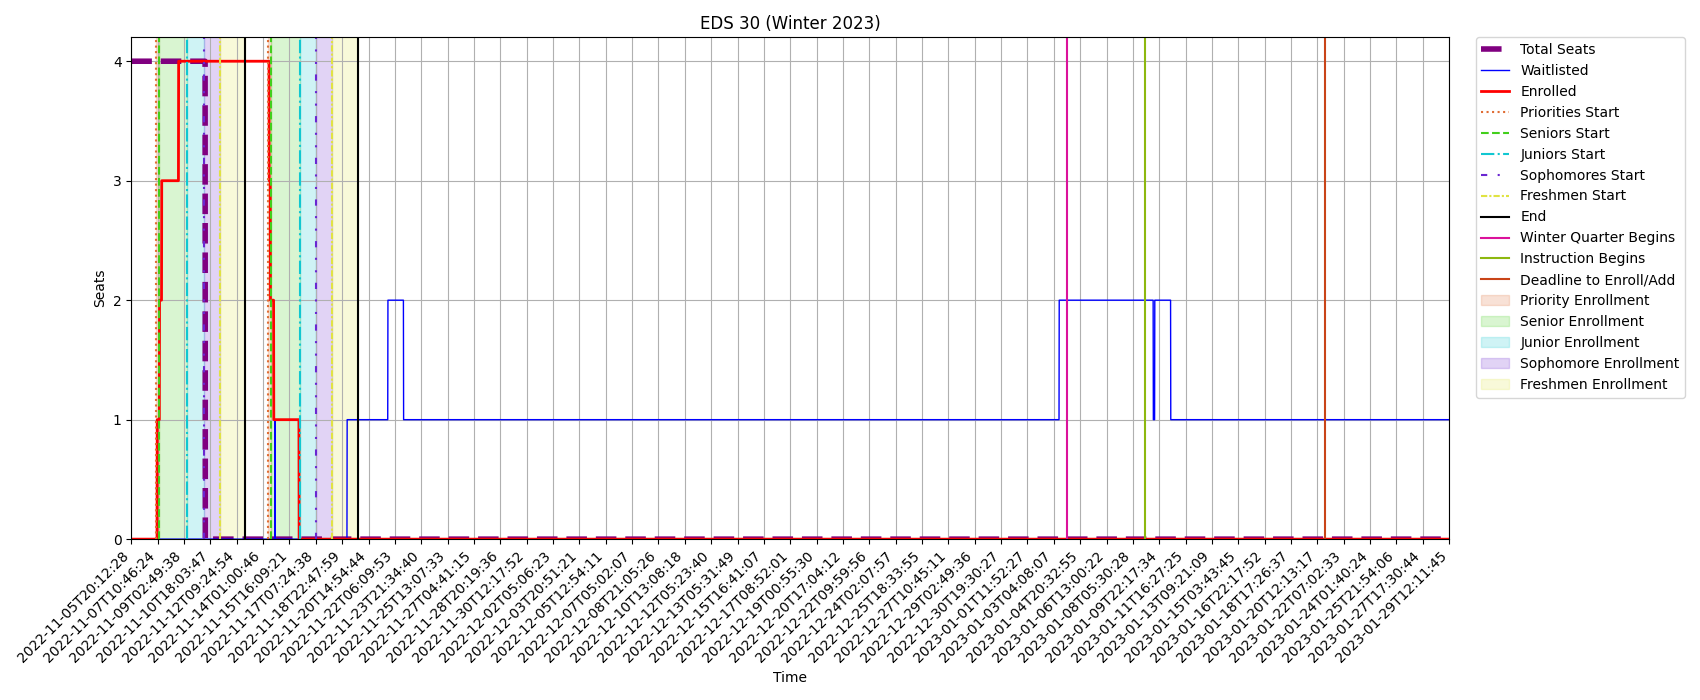 EDS 30 (Winter 2023)
Seats
4
3
2
1
0
2022-11-05T20:12:28
2022-11-07T10:46:24
2022-11-09T02:49:38
2022-11-10T18:03:47
2022-11-12T09:24:54
2022-11-14T01:00:46
2022-11-15T16:09:21
2022-11-17T07:24:38
2022-11-18T22:47:59
2022-11-20T14:54:44
2022-11-22T06:09:53
2022-11-23T21:34:40
2022-11-25T13:07:33
2022-11-27T04:41:15
2022-11-28T20:19:36
2022-11-30T12:17:52
2022-12-02T05:06:23
2022-12-03T20:51:21
2022-12-05T12:54:11
2022-12-07T05:02:07
2022-12-08T21:05:26
2022-12-10T13:08:18
2022-12-12T05:23:40
2022-12-13T05:31:49
2022-12-15T16:41:07
2022-12-17T08:52:01
2022-12-19T00:55:30
2022-12-20T17:04:12
2022-12-22T09:59:56
2022-12-24T02:07:57
2022-12-25T18:33:55
2022-12-27T10:45:11
2022-12-29T02:49:36
2022-12-30T19:30:27
2023-01-01T11:52:27
2023-01-03T04:08:07
2023-01-04T20:32:55
2023-01-06T13:00:22
2023-01-08T05:30:28
2023-01-09T22:17:34
2023-01-11T16:27:25
2023-01-13T09:21:09
2023-01-15T03:43:45
2023-01-16T22:17:52
2023-01-18T17:26:37
2023-01-20T12:13:17
2023-01-22T07:02:33
2023-01-24T01:40:24
2023-01-25T21:54:06
2023-01-27T17:30:44
2023-01-29T12:11:45
Time
Total Seats
Waitlisted
Enrolled
Priorities Start
Seniors Start
Juniors Start
Sophomores Start
Freshmen Start
End
Winter Quarter Begins
Instruction Begins
Deadline to Enroll/Add
Priority Enrollment
Senior Enrollment
Junior Enrollment
Sophomore Enrollment
Freshmen Enrollment